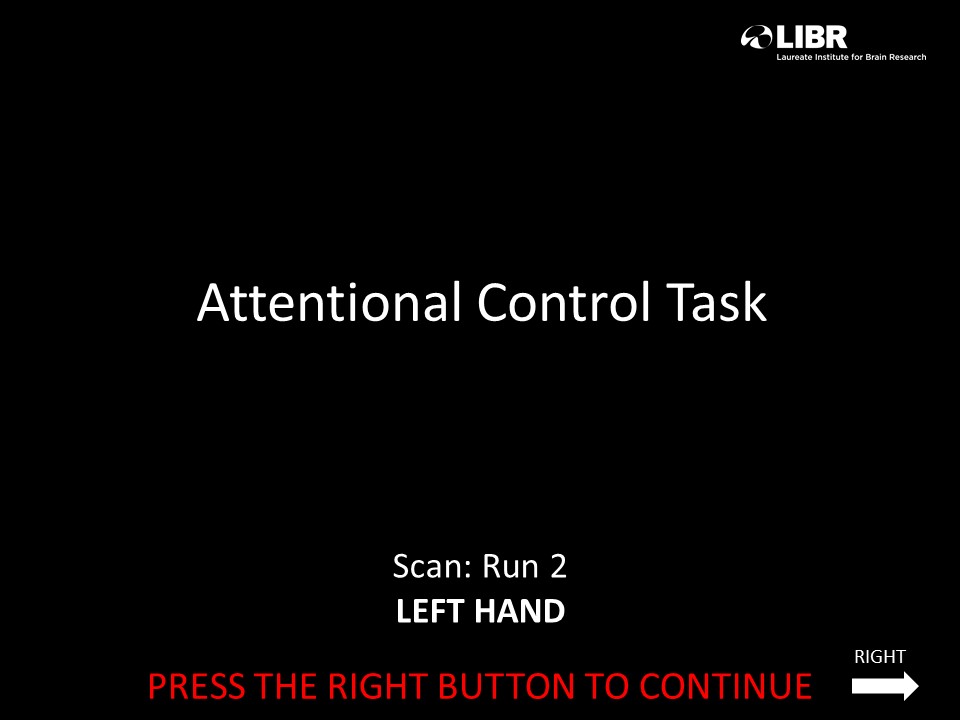 LIBR
Laureate Institute for Brain Research
Attentional Control Task
Scan: Run 2
LEFT HAND
RIGHT
PRESS THE RIGHT BUTTON TO CONTINUE